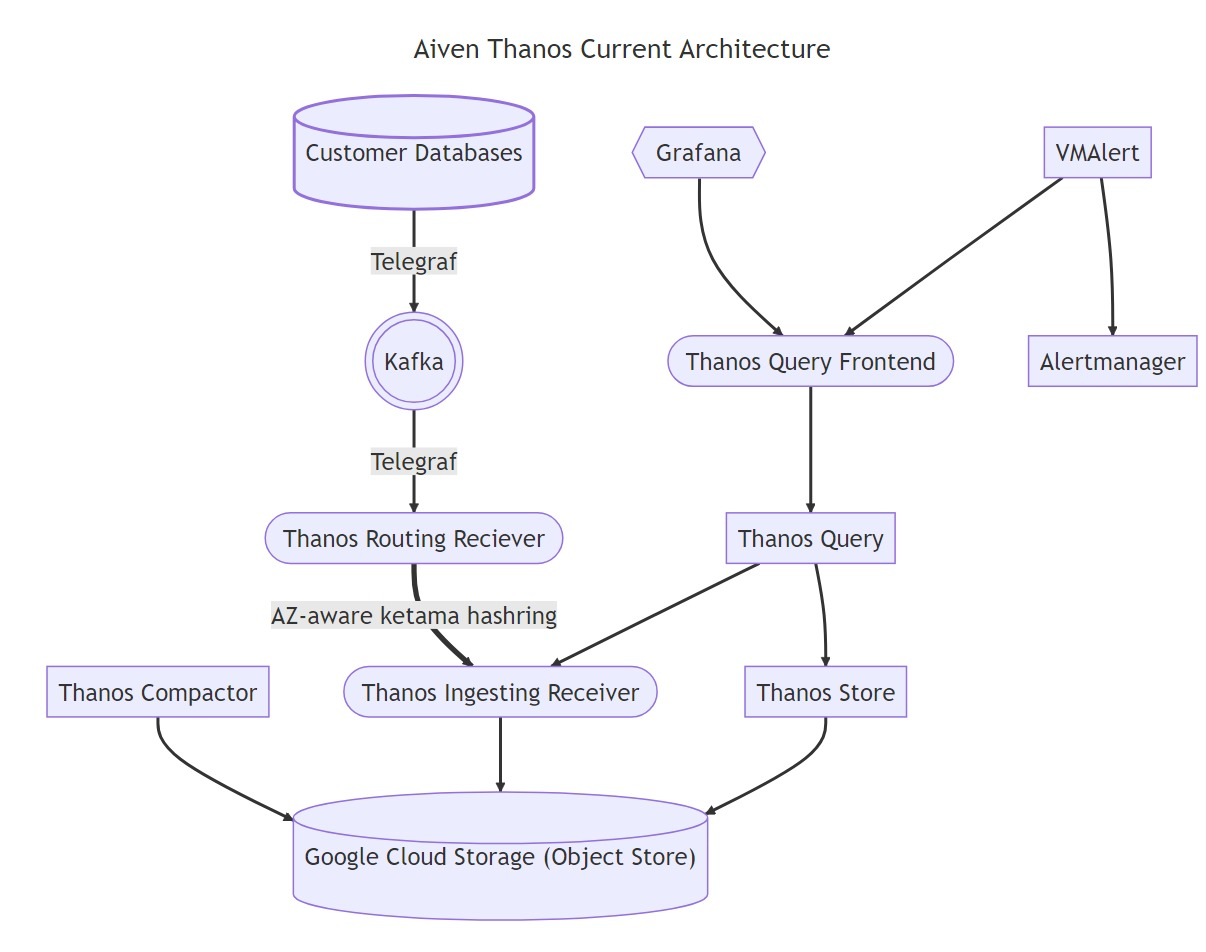 Aiven Thanos Current Architecture
Customer Databases
Grafana
VMAlert
Telegraf
Kafka
Thanos Query Frontend
Alertmanager
Telegraf
Thanos Routing Reciever
Thanos Query
AZ-aware ketama hashring
Thanos Compactor
Thanos Ingesting Receiver
Thanos Store
Google Cloud Storage (Object Store)